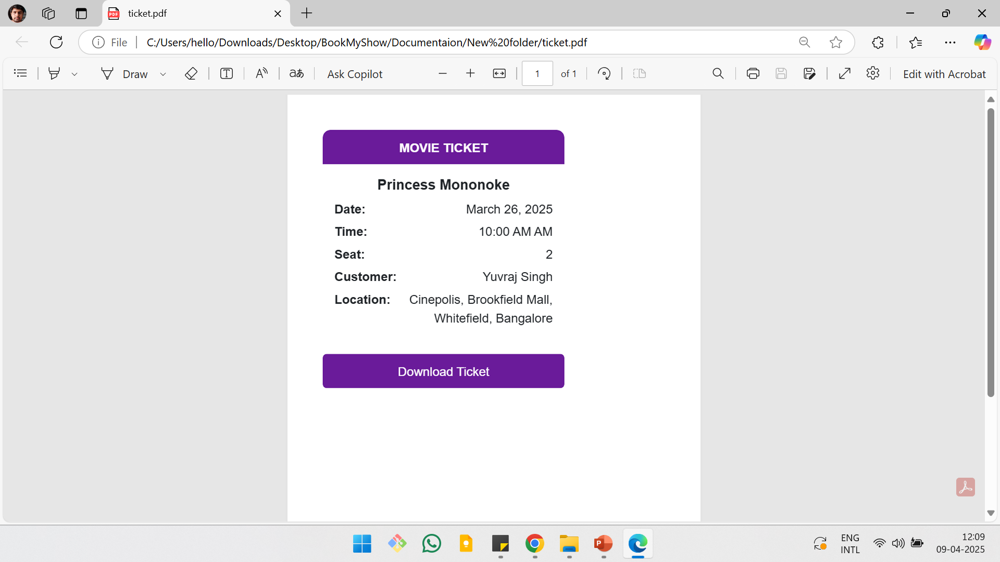 ticket.pdf
File
C:/Users/hello/Downloads/Desktop/BookMyShow/Documentaion/New%20folder/ticket.pdf
Draw
Ask Copilot
1 of 1
Edit with Acrobat
MOVIE TICKET
Princess Mononoke
Date: March 26, 2025
Time: 10:00 AM AM
Seat: 2
Customer: Yuvraj Singh
Location: Cinepolis, Brookfield Mall,
Whitefield, Bangalore
Download Ticket
ENG
INTL
12:09
09-04-2025